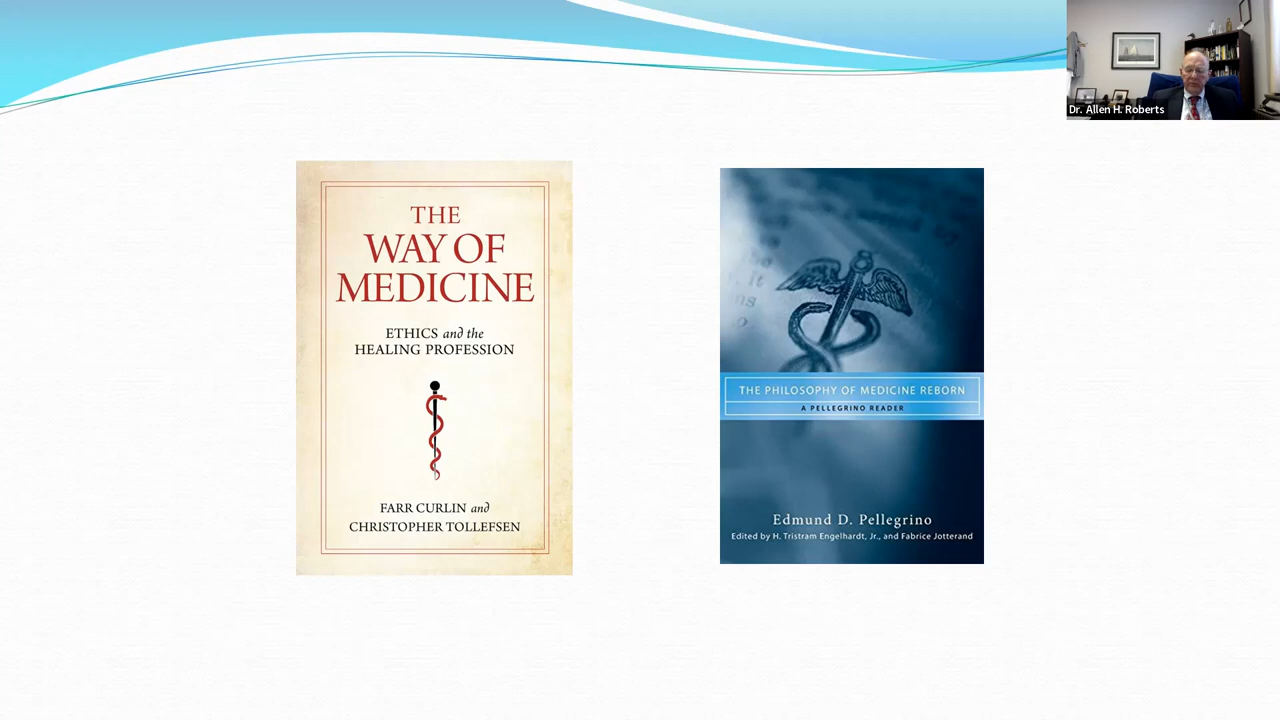 Dr. Allen H. Roberts
THE
WAY OF
MEDICINE
ETHICS and the
HEALING PROFESSION
FARR CURLIN and
CHRISTOPHER TOLLEFSEN
THE PHILOSOPHY OF MEDICINE REBORN
A PELLEGRINO READER
Edmund D. Pellegrino
Edited by H. Tristram Engelhardt, Jr., and Fabrice Jotterand